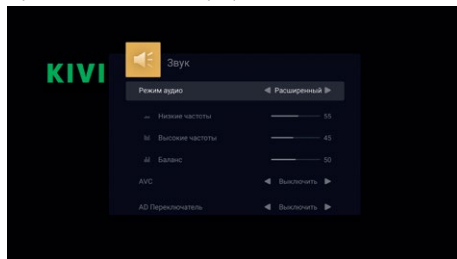 KIVI
Звук
Режим аудио ◀ Расширенный ▶
Низкие частоты 55
Высокие частоты 45
Баланс 50
AVC ◀ Выключить ▶
AD Переключатель ◀ Выключить ▶